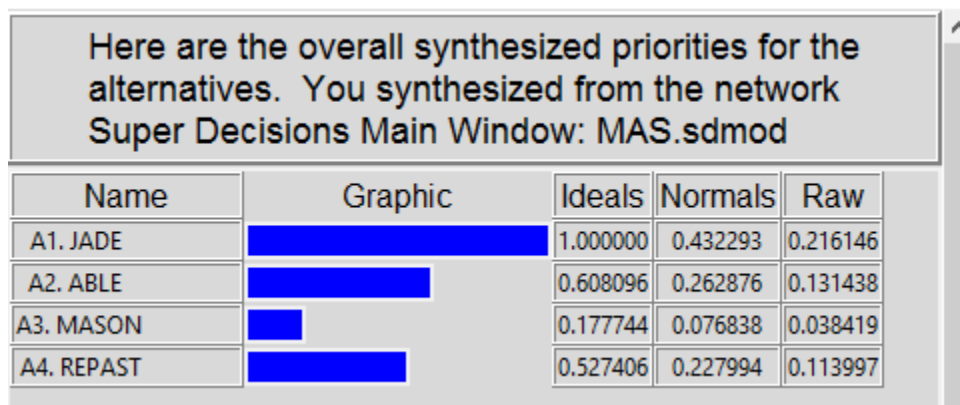 Here are the overall synthesized priorities for the
alternatives.  You synthesized from the network
Super Decisions Main Window: MAS.sdmod
Name Graphic Ideals Normals Raw
A1. JADE 1.000000 0.432293 0.216146
A2. ABLE 0.608096 0.262876 0.131438
A3. MASON 0.177744 0.076838 0.038419
A4. REPAST 0.527406 0.227994 0.113997